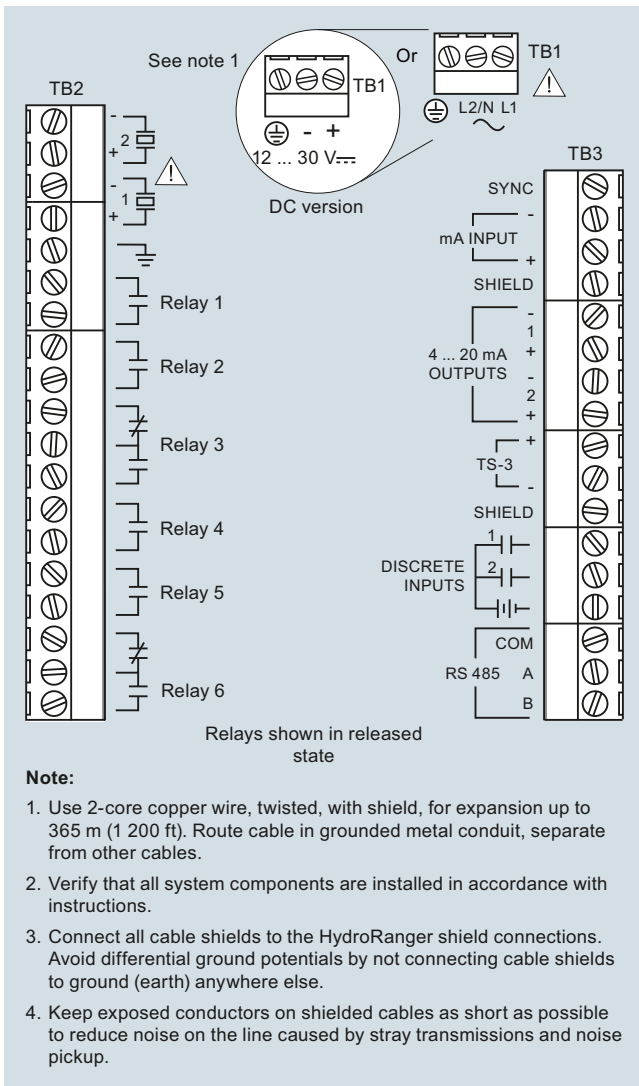 See note 1
TB1
- +
12 ... 30 V
DC version
Or
TB1
L2/N L1
TB2
-
2
+
-
1
+
Relay 1
Relay 2
Relay 3
Relay 4
Relay 5
Relay 6
TB3
SYNC
-
mA INPUT
+
SHIELD
-
1
4 ... 20 mA +
OUTPUTS -
2
+
+
TS-3
-
SHIELD
1
DISCRETE 2
INPUTS
COM
RS 485 A
B
Relays shown in released
state
Note:
1. Use 2-core copper wire, twisted, with shield, for expansion up to
365 m (1 200 ft). Route cable in grounded metal conduit, separate
from other cables.
2. Verify that all system components are installed in accordance with
instructions.
3. Connect all cable shields to the HydroRanger shield connections.
Avoid differential ground potentials by not connecting cable shields
to ground (earth) anywhere else.
4. Keep exposed conductors on shielded cables as short as possible
to reduce noise on the line caused by stray transmissions and noise
pickup.